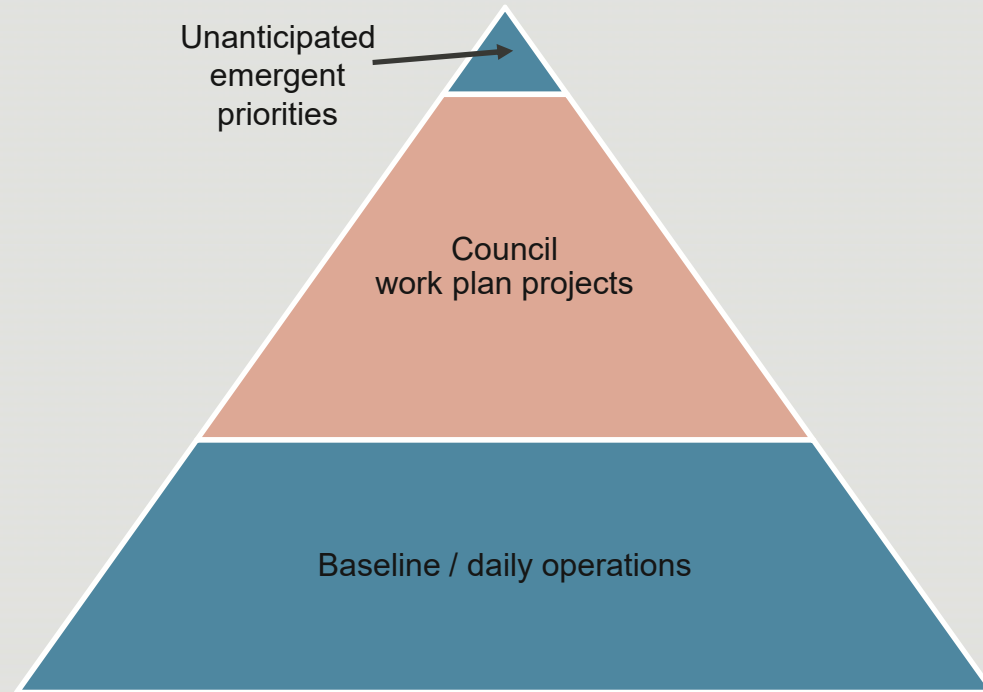 Unanticipated
emergent
priorities
Council
work plan projects
Baseline / daily operations